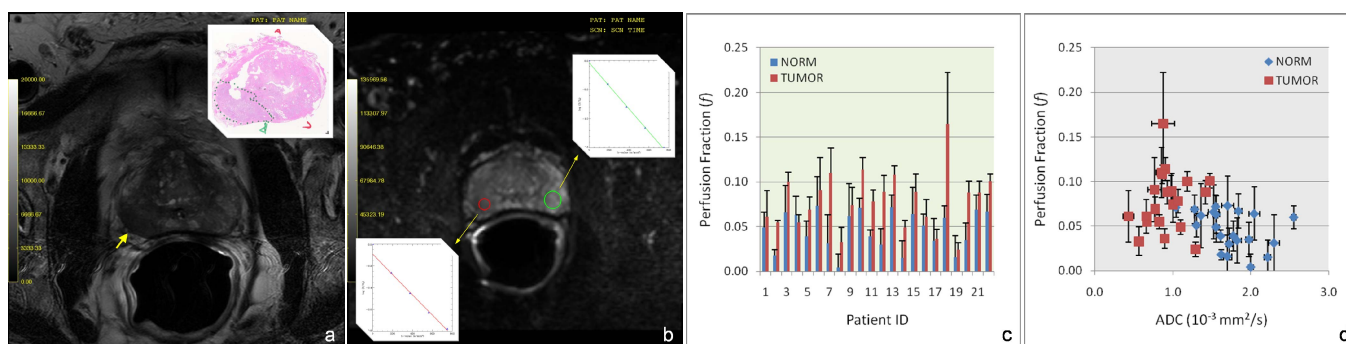 PAT: PAT NAME
20000.00
16666.67
13333.33
10000.00
6666.67
3333.33
0.00
a
PAT: PAT NAME
SCN: SCN TIME
135969.56
113307.97
90646.38
67984.78
45323.19
b
0.25
0.20
0.15
0.10
0.05
0.00
Perfusion Fraction (f)
NORM
TUMOR
1 3 5 7 9 11 13 15 17 19 21
Patient ID
c
0.25
0.20
0.15
0.10
0.05
0.00
Perfusion Fraction (f)
NORM
TUMOR
0.0 1.0 2.0 3.0
ADC (10⁻³ mm²/s)